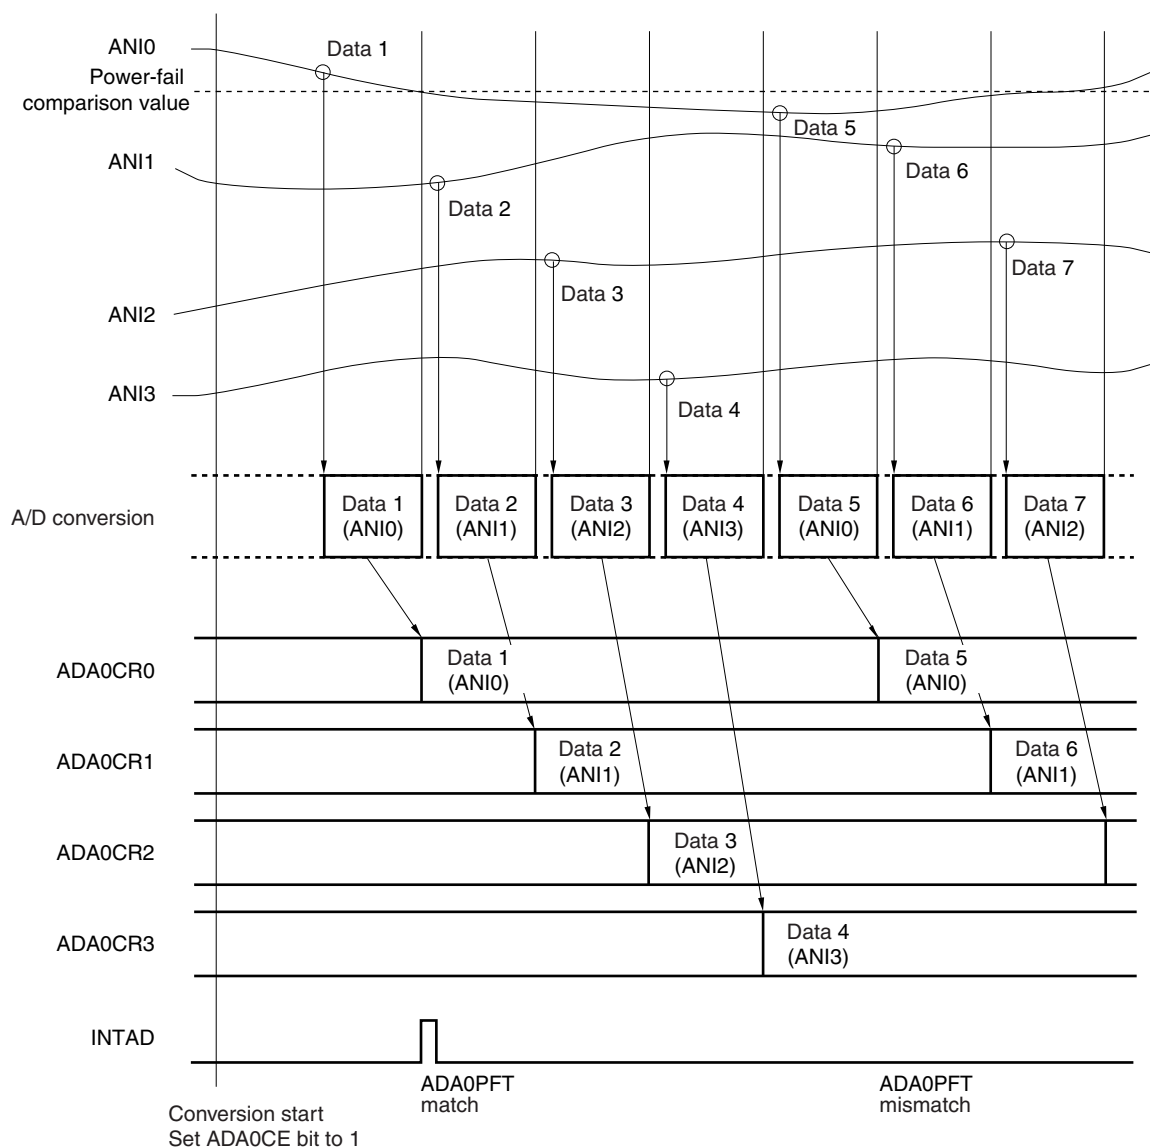 ANI0
Data 1
Power-fail
comparison value
Data 5
ANI1
Data 6
Data 2
Data 7
Data 3
ANI2
ANI3
Data 4
A/D conversion
Data 1
(ANI0)
Data 2
(ANI1)
Data 3
(ANI2)
Data 4
(ANI3)
Data 5
(ANI0)
Data 6
(ANI1)
Data 7
(ANI2)
ADA0CR0
Data 1
(ANI0)
Data 5
(ANI0)
ADA0CR1
Data 2
(ANI1)
Data 6
(ANI1)
ADA0CR2
Data 3
(ANI2)
ADA0CR3
Data 4
(ANI3)
INTAD
ADA0PFT
match
ADA0PFT
mismatch
Conversion start
Set ADA0CE bit to 1